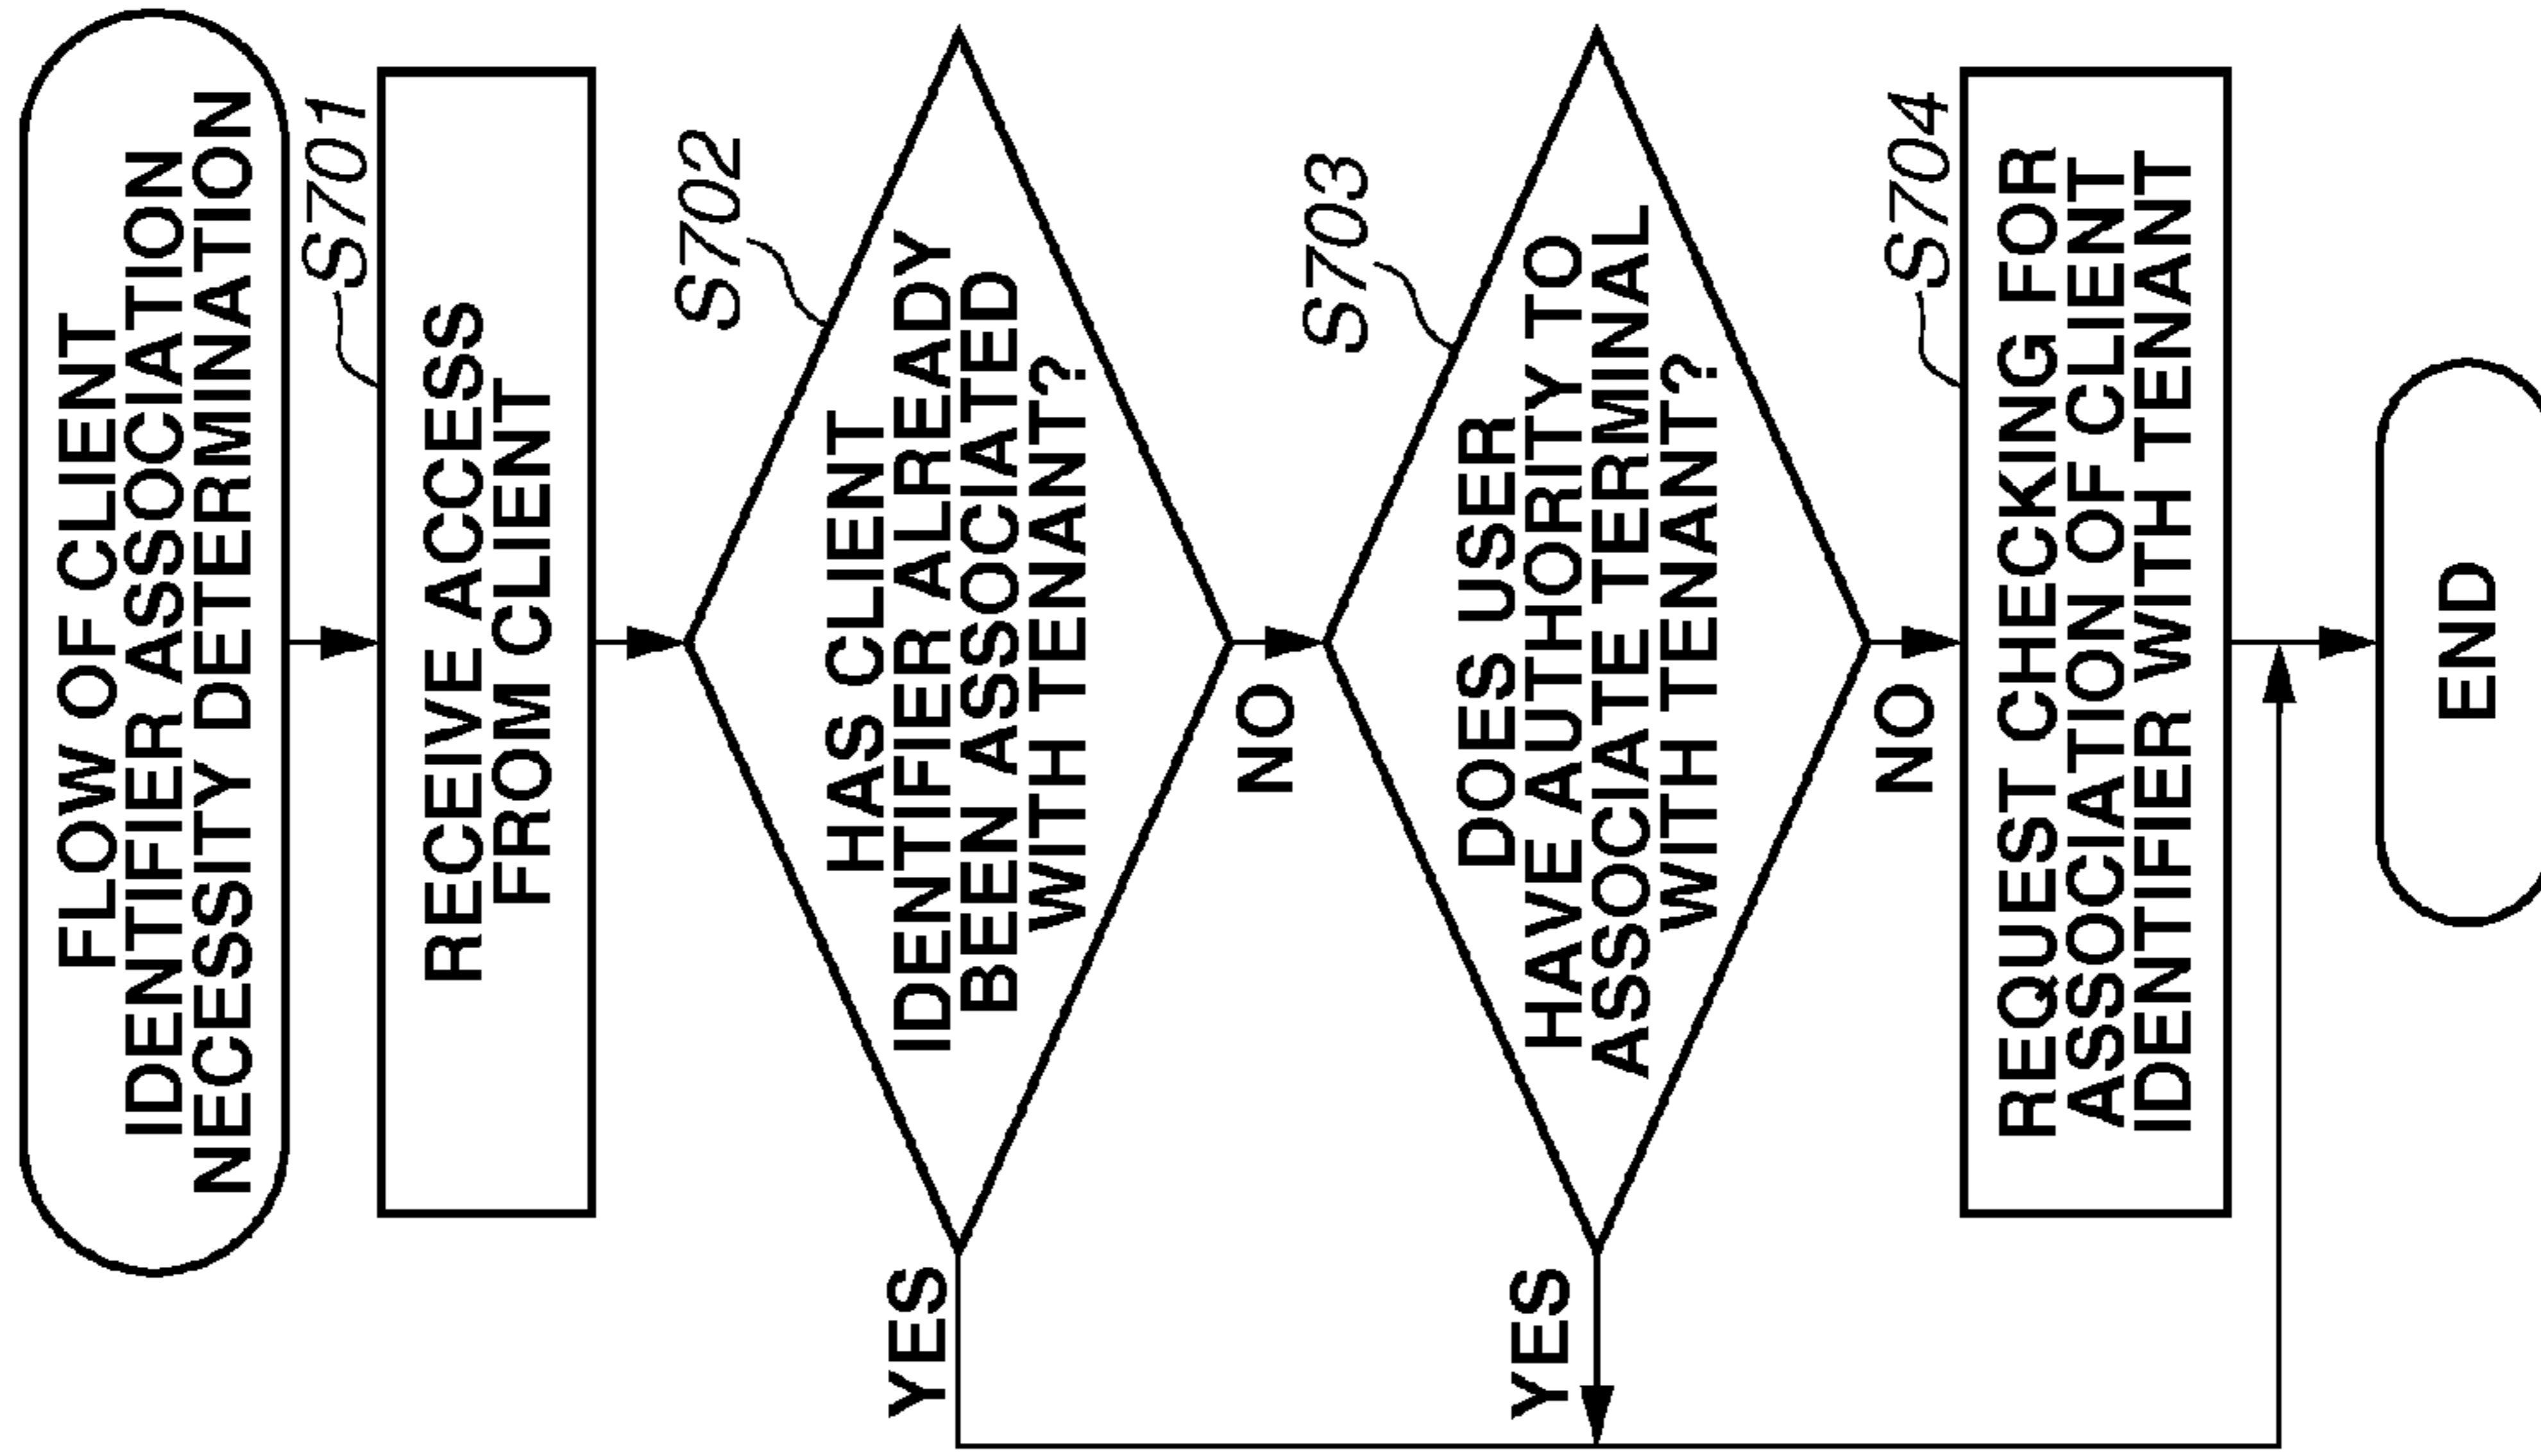 FLOW OF CLIENT
IDENTIFIER ASSOCIATION
NECESSITY DETERMINATION
S701
RECEIVE ACCESS
FROM CLIENT
S702
HAS CLIENT
IDENTIFIER ALREADY
BEEN ASSOCIATED
WITH TENANT?
YES
NO
S703
DOES USER
HAVE AUTHORITY TO
ASSOCIATE TERMINAL
WITH TENANT?
YES
NO
S704
REQUEST CHECKING FOR
ASSOCIATION OF CLIENT
IDENTIFIER WITH TENANT
END